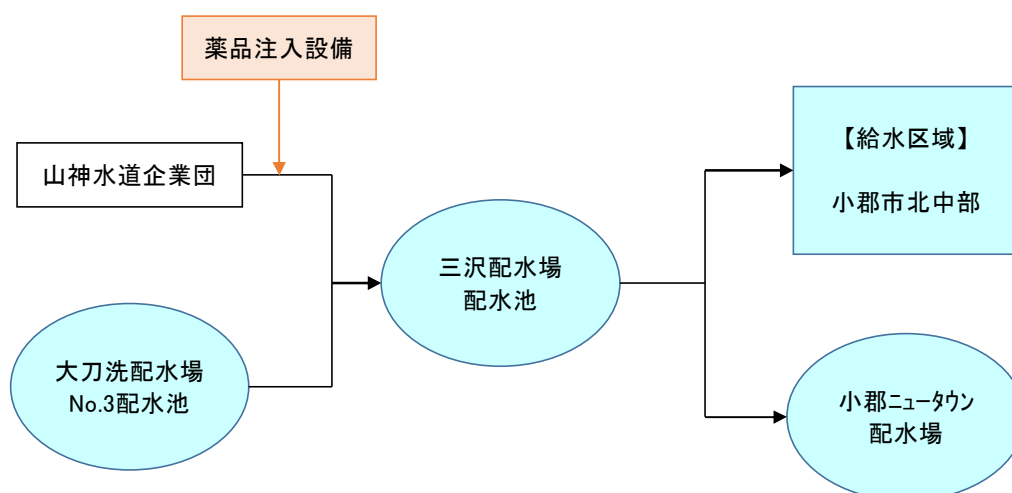 薬品注入設備
山神水道企業団
大刀洗配水場
No.3配水池
三沢配水場
配水池
【給水区域】
小郡市北中部
小郡ﾆｭｰﾀｳﾝ
配水場